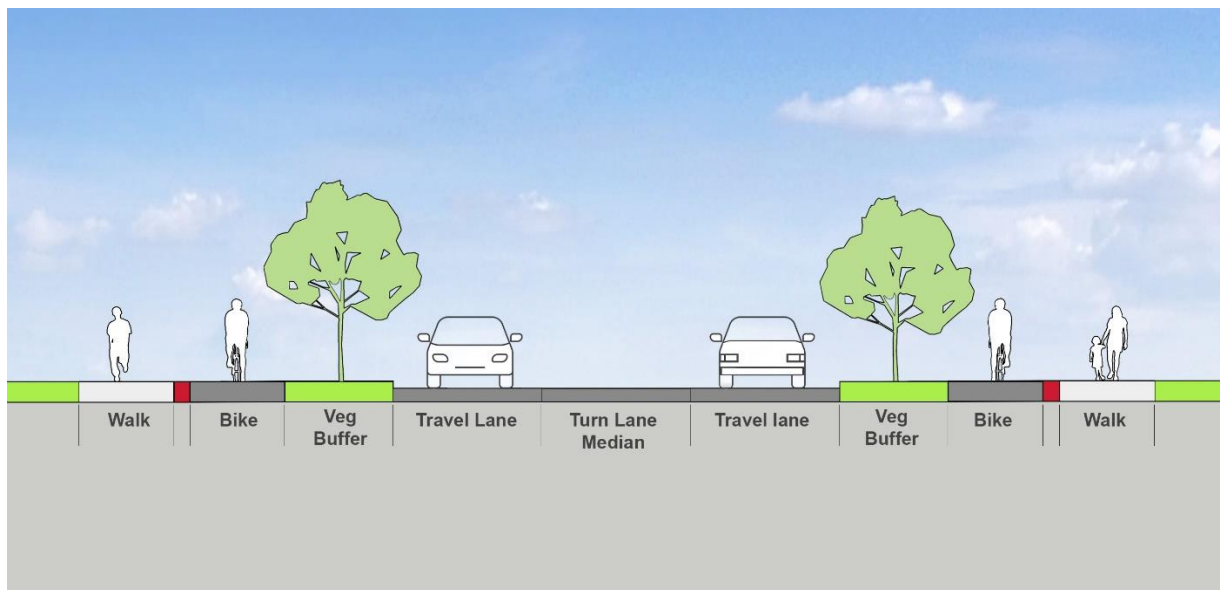 Walk
Bike
Veg
Buffer
Travel Lane
Turn Lane
Median
Travel lane
Veg
Buffer
Bike
Walk